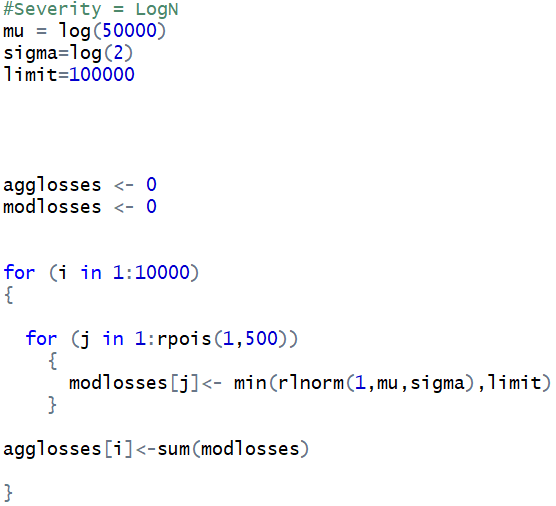 #Severity = LogN
mu = log(50000)
sigma=log(2)
limit=100000
agglosses <- 0
modlosses <- 0
for (i in 1:10000)
{
for (j in 1:rpois(1,500))
{
modlosses[j]<- min(rlnorm(1,mu,sigma),limit)
}
agglosses[i]<-sum(modlosses)
}